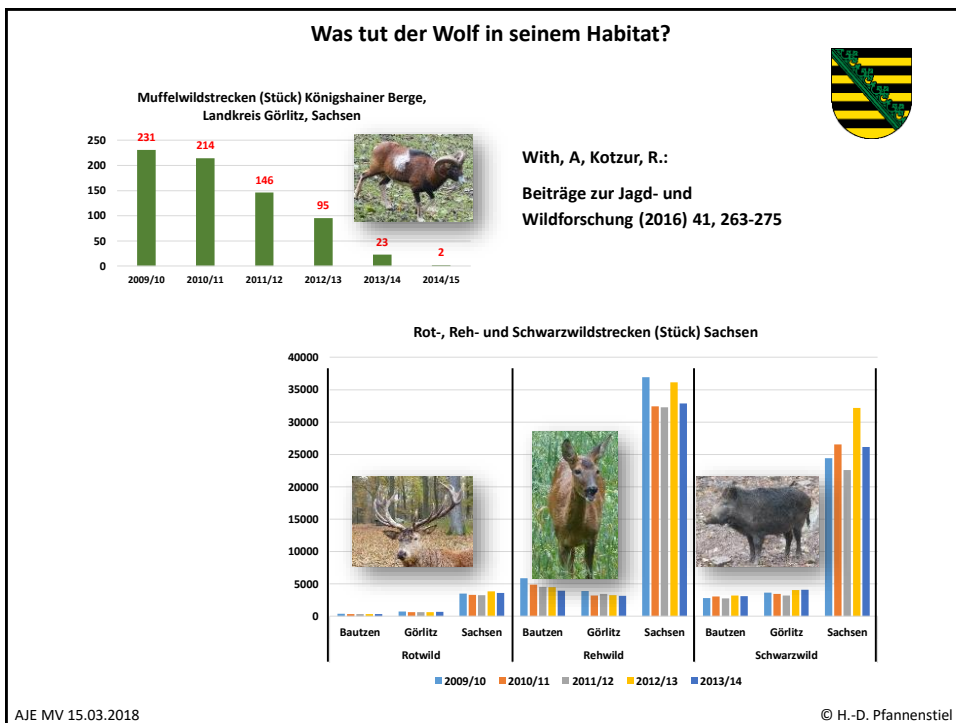 Was tut der Wolf in seinem Habitat?
Muffelwildstrecken (Stück) Königshainer Berge,
Landkreis Görlitz, Sachsen
250
200
150
100
50
0
231
214
146
95
23
2
2009/10
2010/11
2011/12
2012/13
2013/14
2014/15
With, A, Kotzur, R.:
Beiträge zur Jagd- und
Wildforschung (2016) 41, 263-275
Rot-, Reh- und Schwarzwildstrecken (Stück) Sachsen
40000
35000
30000
25000
20000
15000
10000
5000
0
Bautzen Görlitz Sachsen Bautzen Görlitz Sachsen Bautzen Görlitz Sachsen
Rotwild Rehwild Schwarzwild
2009/10 2010/11 2011/12 2012/13 2013/14
AJE MV 15.03.2018
© H.-D. Pfannenstiel